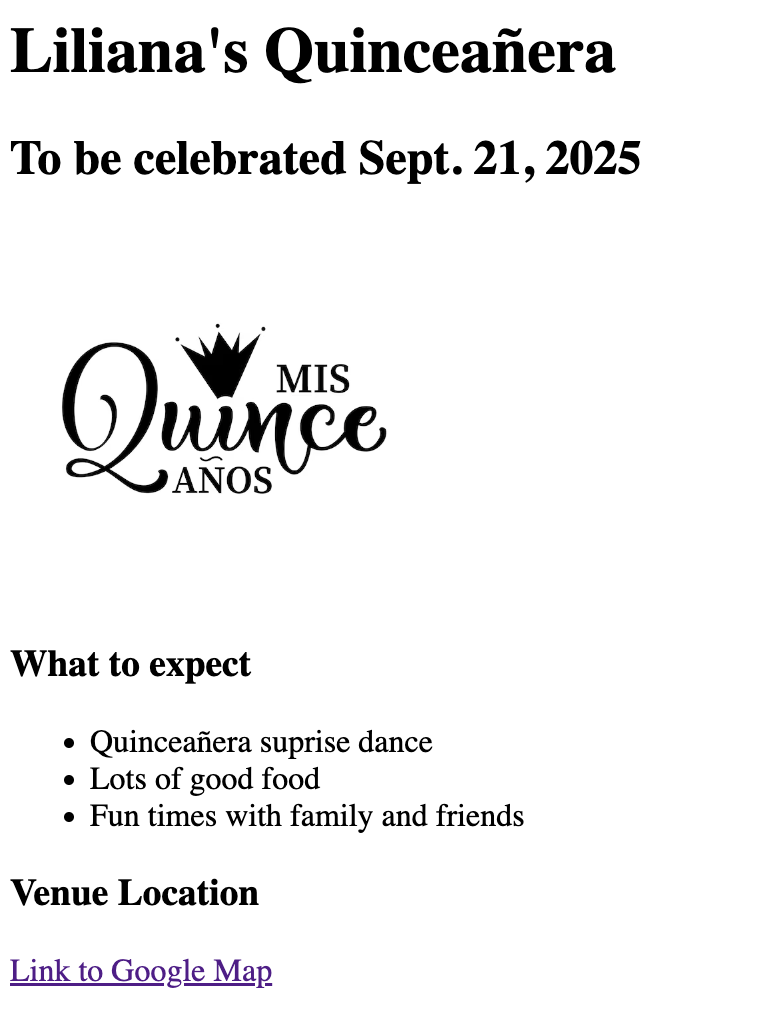 Liliana's Quinceañera
To be celebrated Sept. 21, 2025
MIS
Quince
AÑOS
What to expect
Quinceañera suprise dance
Lots of good food
Fun times with family and friends
Venue Location
Link to Google Map